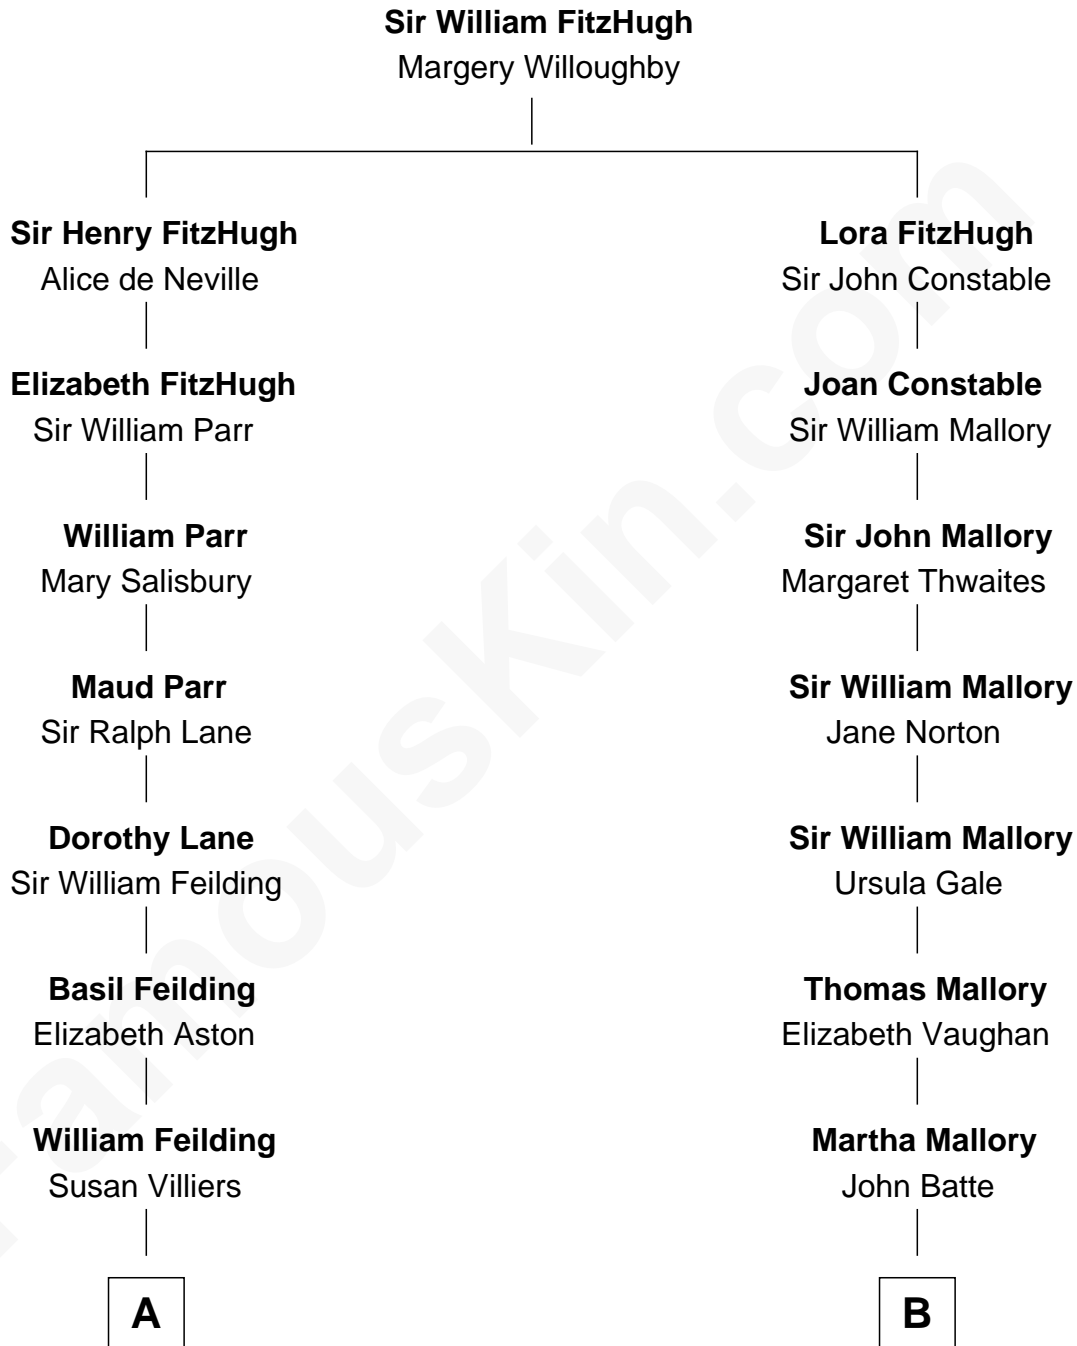 Sir William FitzHugh
Margery Willoughby
Sir Henry FitzHugh
Alice de Neville
Lora FitzHugh
Sir John Constable
Elizabeth FitzHugh
Sir William Parr
Joan Constable
Sir William Mallory
William Parr
Mary Salisbury
Sir John Mallory
Margaret Thwaites
Maud Parr
Sir Ralph Lane
Sir William Mallory
Jane Norton
Dorothy Lane
Sir William Feilding
Sir William Mallory
Ursula Gale
Basil Feilding
Elizabeth Aston
Thomas Mallory
Elizabeth Vaughan
William Feilding
Susan Villiers
Martha Mallory
John Batte
A
B
FamousKin.com